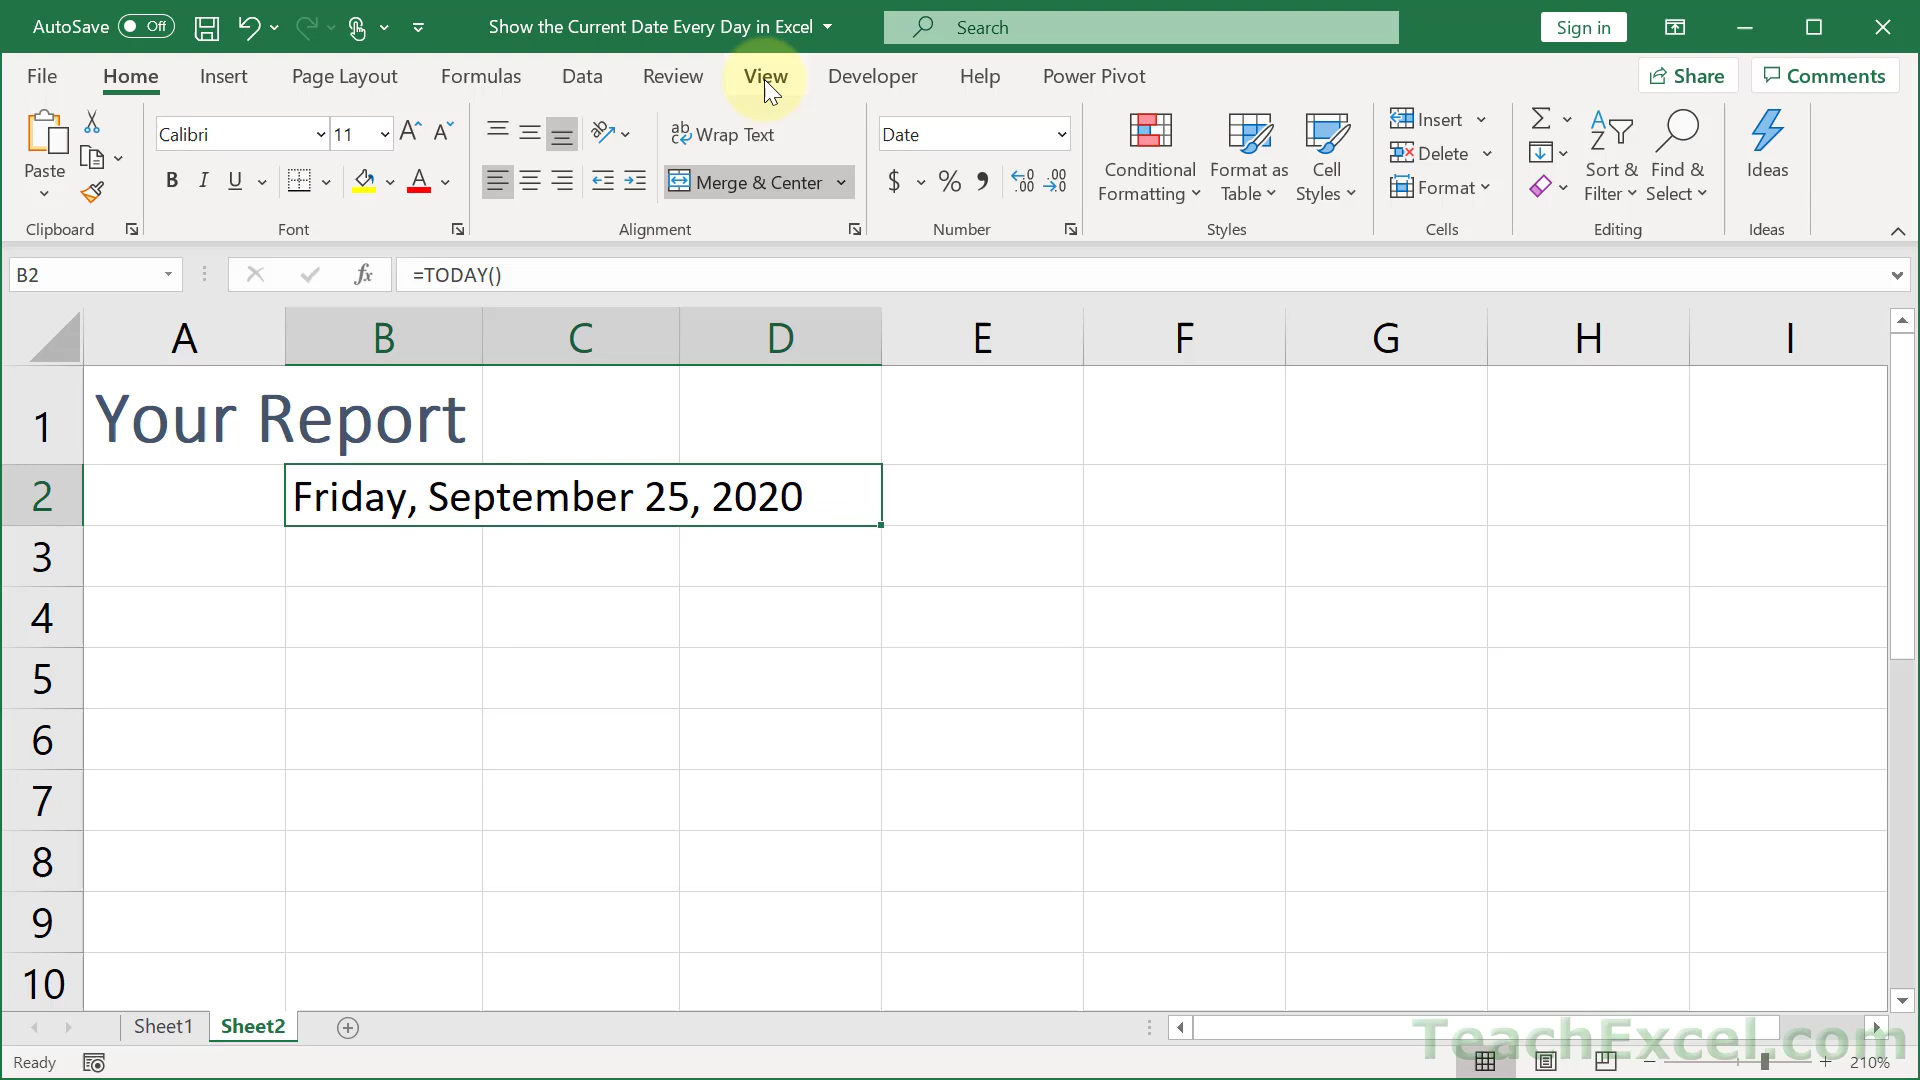 AutoSave Off
Show the Current Date Every Day in Excel
Search
Sign in
File Home Insert Page Layout Formulas Data Review View Developer Help Power Pivot
Share Comments
Paste
Clipboard
Calibri 11
B I U A
Font
Wrap Text
Merge & Center
Alignment
Date
$ % 
Number
Conditional Formatting
Format as Table
Cell Styles
Styles
Insert
Delete
Format
Cells
Sort & Filter
Find & Select
Editing
Ideas
Ideas
B2
fx
=TODAY()
A B C D E F G H I
1 Your Report
2 Friday, September 25, 2020
3
4
5
6
7
8
9
10
Sheet1 Sheet2
TeachExcel.com
Ready
210%